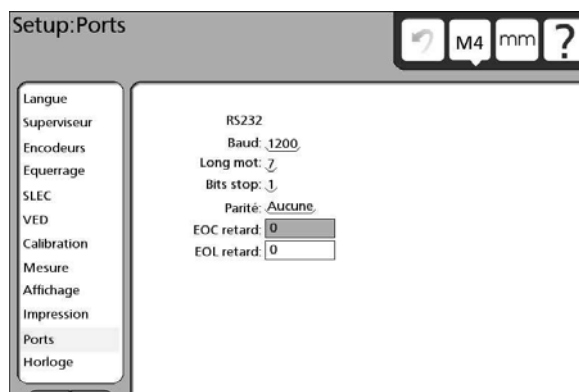 Setup:Ports
M4
mm
?
Langue
Superviseur
Encodeurs
Equerrage
SLEC
VED
Calibration
Mesure
Affichage
Impression
Ports
Horloge
RS232
Baud: 1200
Long mot: 7
Bits stop: 1
Parité: Aucune
EOC retard: 0
EOL retard: 0